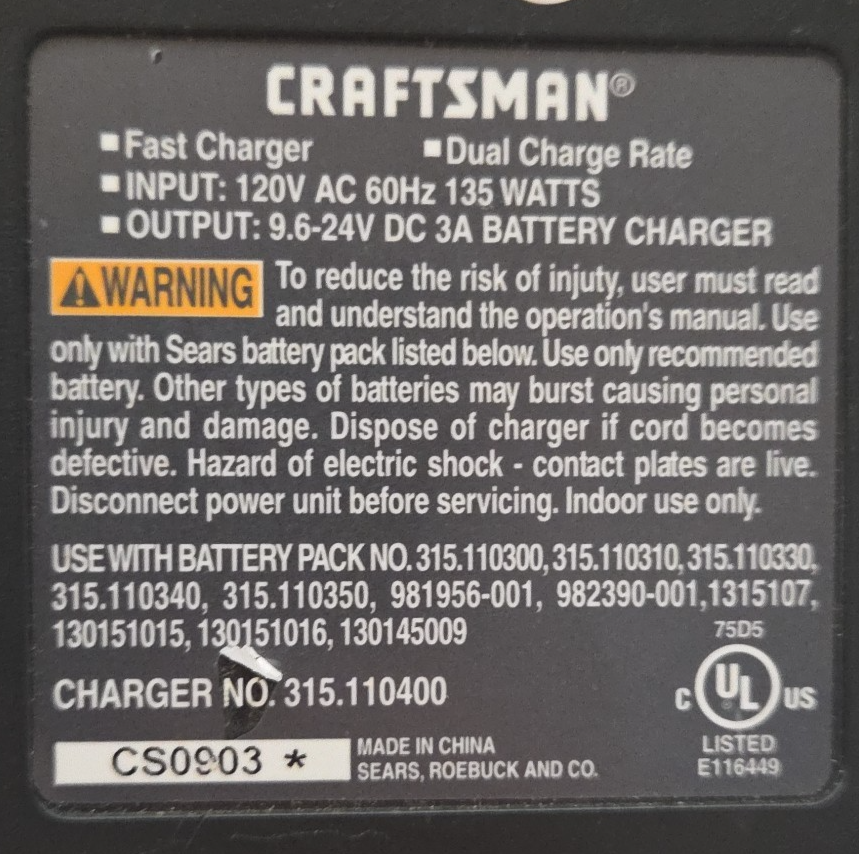 CRAFTSMAN®
▪Fast Charger ▪Dual Charge Rate
▪INPUT: 120V AC 60Hz 135 WATTS
▪OUTPUT: 9.6-24V DC 3A BATTERY CHARGER
⚠WARNING To reduce the risk of injuty, user must read
and understand the operation's manual. Use
only with Sears battery pack listed below. Use only recommended
battery. Other types of batteries may burst causing personal
injury and damage. Dispose of charger if cord becomes
defective. Hazard of electric shock - contact plates are live.
Disconnect power unit before servicing. Indoor use only.
USE WITH BATTERY PACK NO. 315.110300, 315.110310, 315.110330,
315.110340, 315.110350, 981956-001, 982390-001,1315107,
130151015, 130151016, 130145009
75D5
CHARGER NO. 315.110400
C UL US
LISTED
E116449
CS0903 *
MADE IN CHINA
SEARS, ROEBUCK AND CO.